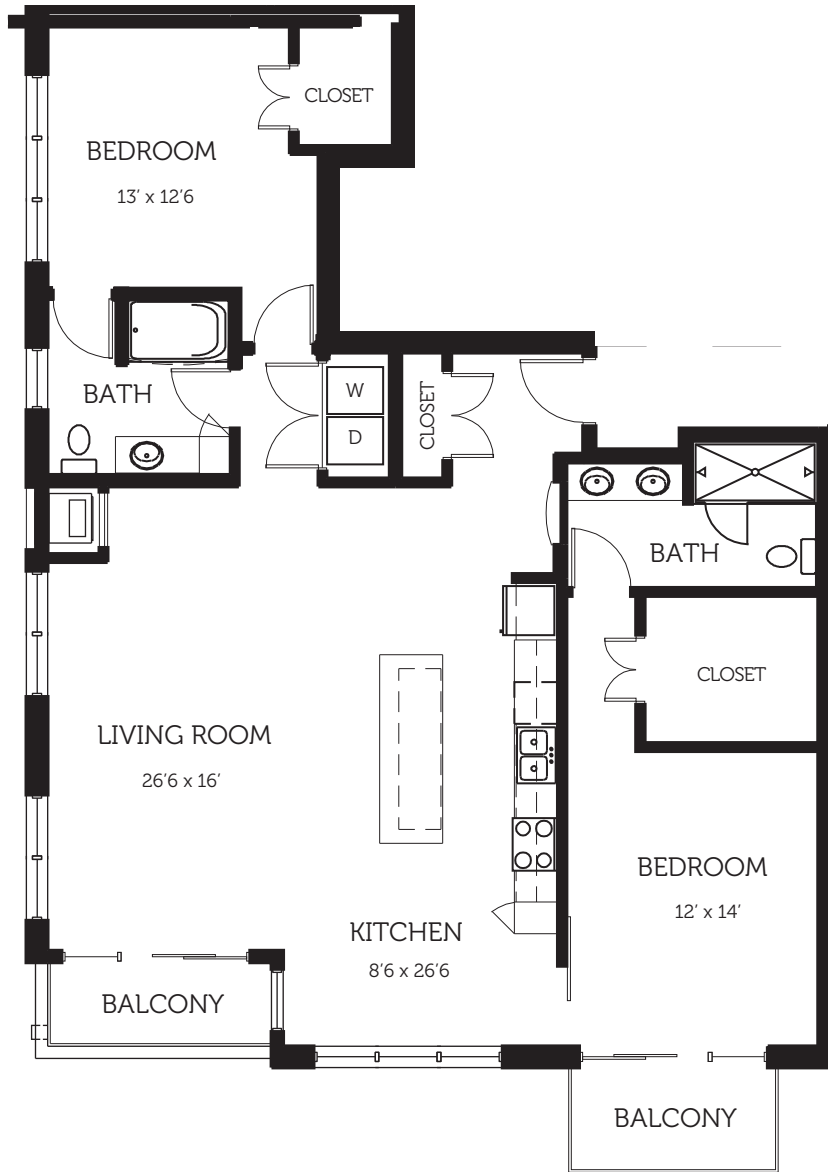 CLOSET
BEDROOM
13’ x 12’6
BATH
W
D
CLOSET
BATH
CLOSET
LIVING ROOM
26’6 x 16’
BEDROOM
12’ x 14’
KITCHEN
8’6 x 26’6
BALCONY
BALCONY